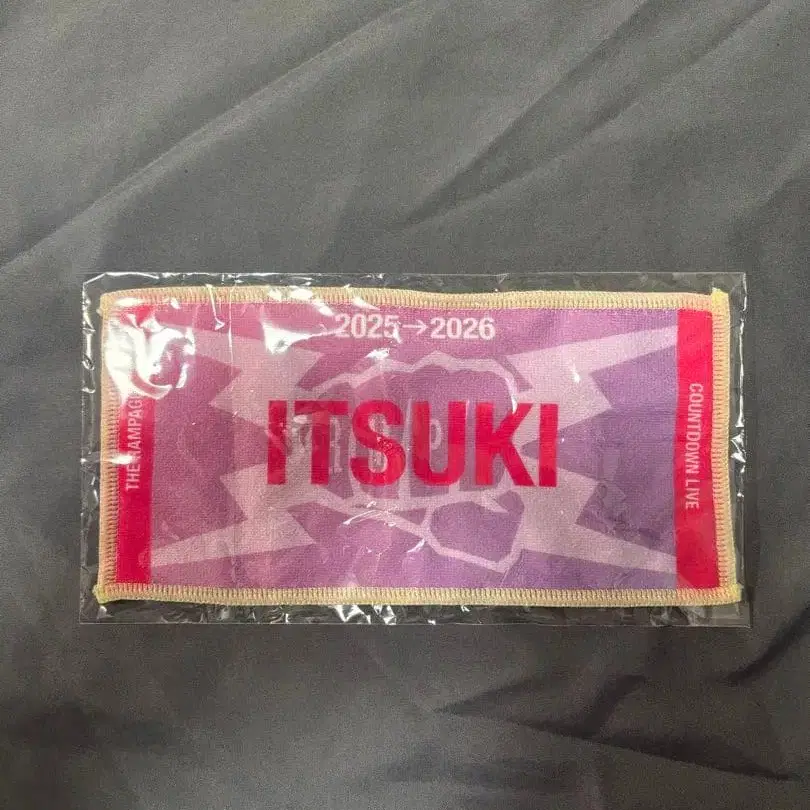 2025→2026
THE RAMPAGE
ITSUKI
COUNTDOWN LIVE